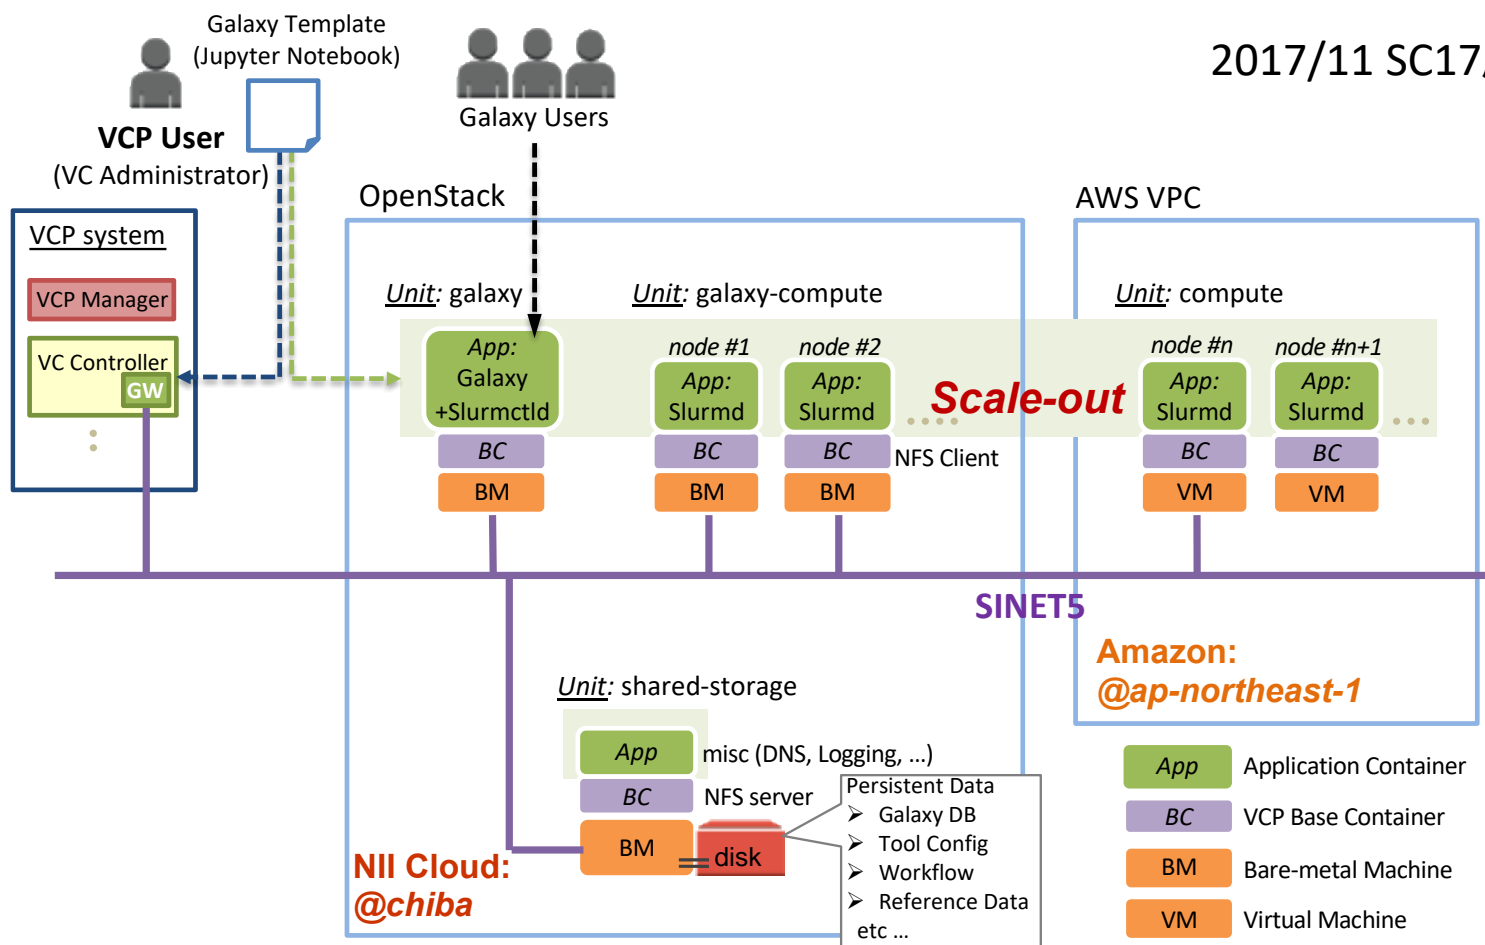 Galaxy Template
(Jupyter Notebook)
2017/11 SC17/
VCP User
(VC Administrator)
Galaxy Users
OpenStack
AWS VPC
VCP system
VCP Manager
VC Controller
GW
Unit: galaxy
Unit: galaxy-compute
Unit: compute
App:
Galaxy
+Slurmctld
BC
BM
node #1
App:
Slurmd
BC
BM
node #2
App:
Slurmd
BC
BM
.....
NFS Client
Scale-out
node #n
App:
Slurmd
BC
VM
node #n+1
App:
Slurmd
BC
VM
....
SINET5
Amazon:
@ap-northeast-1
Unit: shared-storage
App
misc (DNS, Logging, ...)
BC
NFS server
BM
disk
Persistent Data
➢ Galaxy DB
➢ Tool Config
➢ Workflow
➢ Reference Data
etc ...
NII Cloud:
@chiba
App Application Container
BC VCP Base Container
BM Bare-metal Machine
VM Virtual Machine